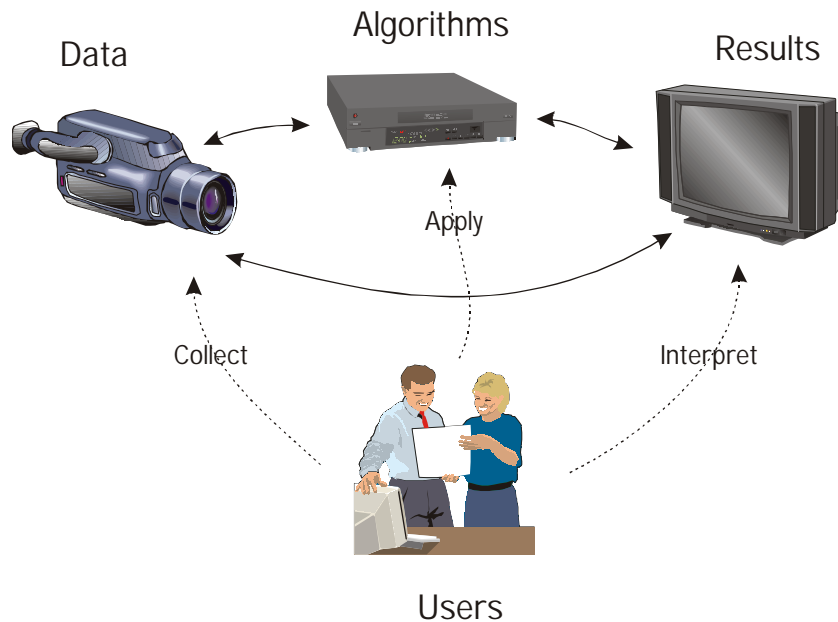 Algorithms
Data
Results
Apply
Collect
Interpret
Users